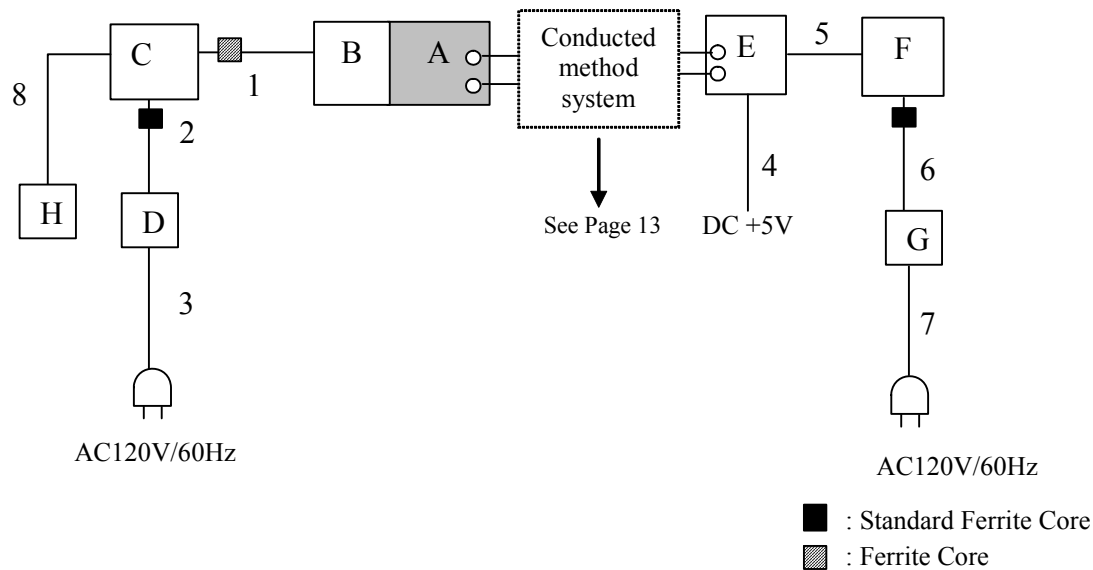 C
B
A
Conducted
method
system
E
5
F
8
1
2
4
6
H
D
See Page 13
DC +5V
G
3
7
AC120V/60Hz
AC120V/60Hz
: Standard Ferrite Core
: Ferrite Core